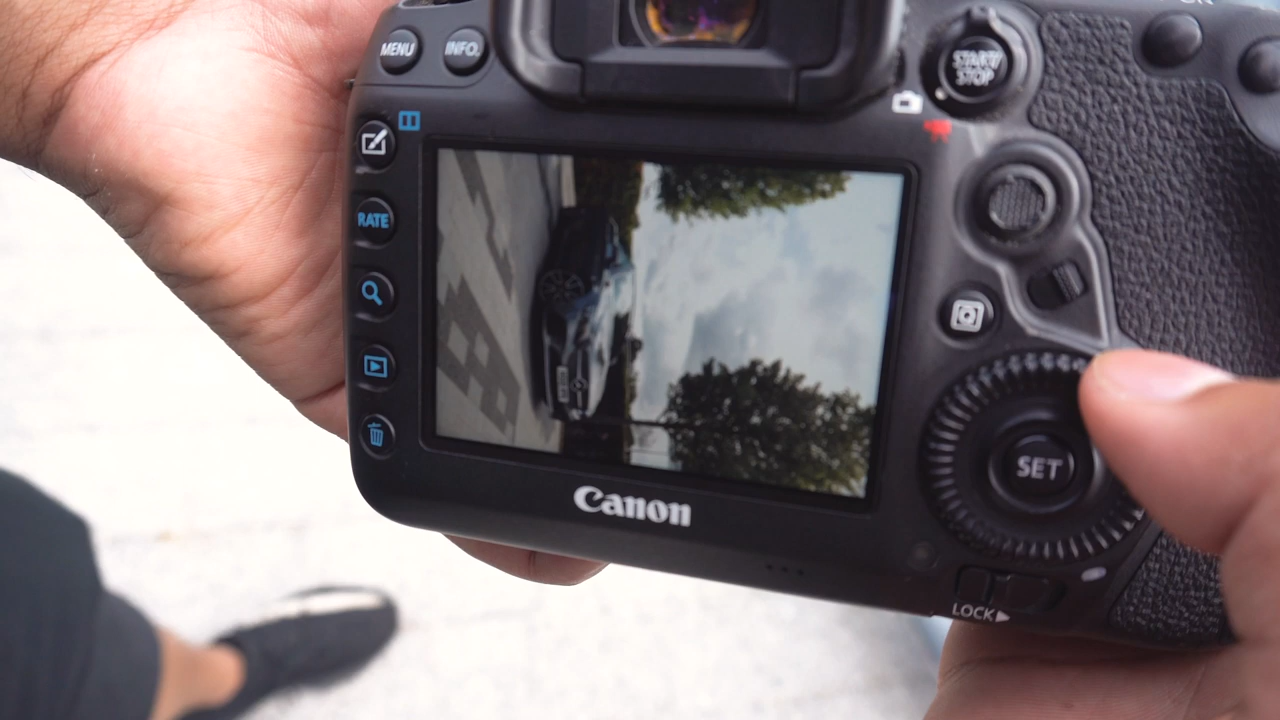 MENU
INFO.
START/
STOP
RATE
SET
Canon
LOCK▶